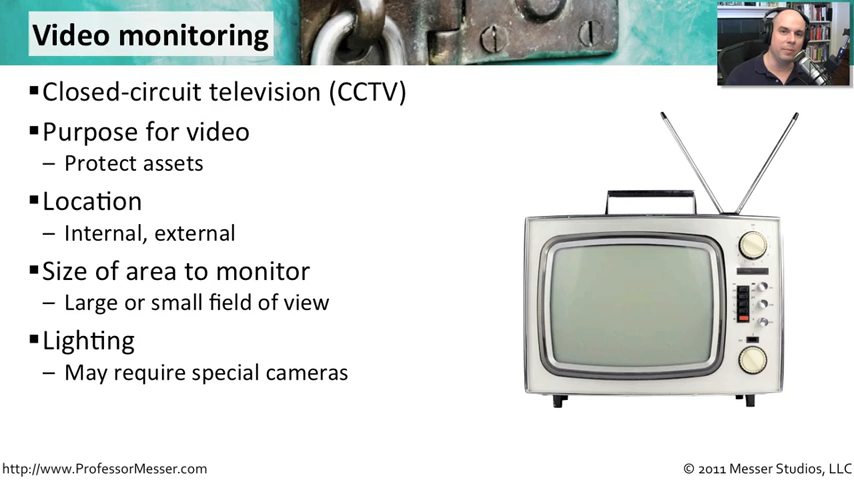 Video monitoring
▪Closed-circuit television (CCTV)
▪Purpose for video
– Protect assets
▪Location
– Internal, external
▪Size of area to monitor
– Large or small field of view
▪Lighting
– May require special cameras
http://www.ProfessorMesser.com
© 2011 Messer Studios, LLC